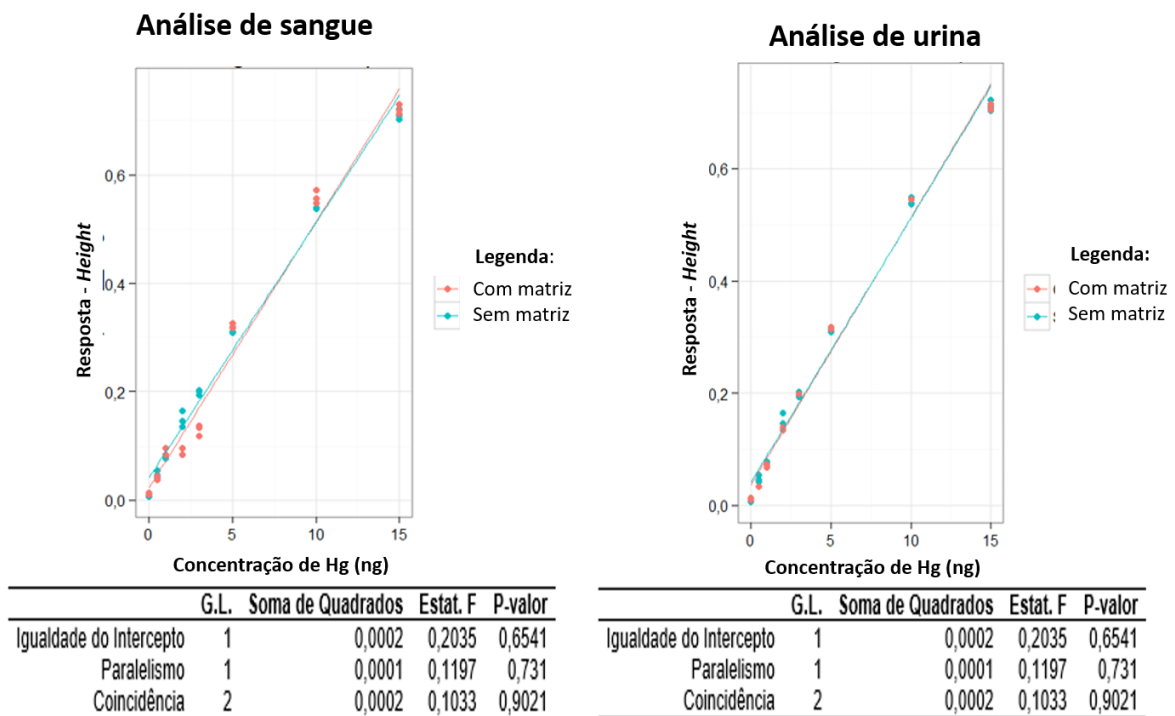 Análise de sangue
0,6
0,4
0,2
0,0
0
5
10
15
Resposta - Height
Concentração de Hg (ng)
Legenda:
Com matriz
Sem matriz
G.L. Soma de Quadrados Estat. F P-valor
Igualdade do Intercepto 1 0,0002 0,2035 0,6541
Paralelismo 1 0,0001 0,1197 0,731
Coincidência 2 0,0002 0,1033 0,9021
Análise de urina
0,6
0,4
0,2
0,0
0
5
10
15
Resposta - Height
Concentração de Hg (ng)
Legenda:
Com matriz
Sem matriz
G.L. Soma de Quadrados Estat. F P-valor
Igualdade do Intercepto 1 0,0002 0,2035 0,6541
Paralelismo 1 0,0001 0,1197 0,731
Coincidência 2 0,0002 0,1033 0,9021